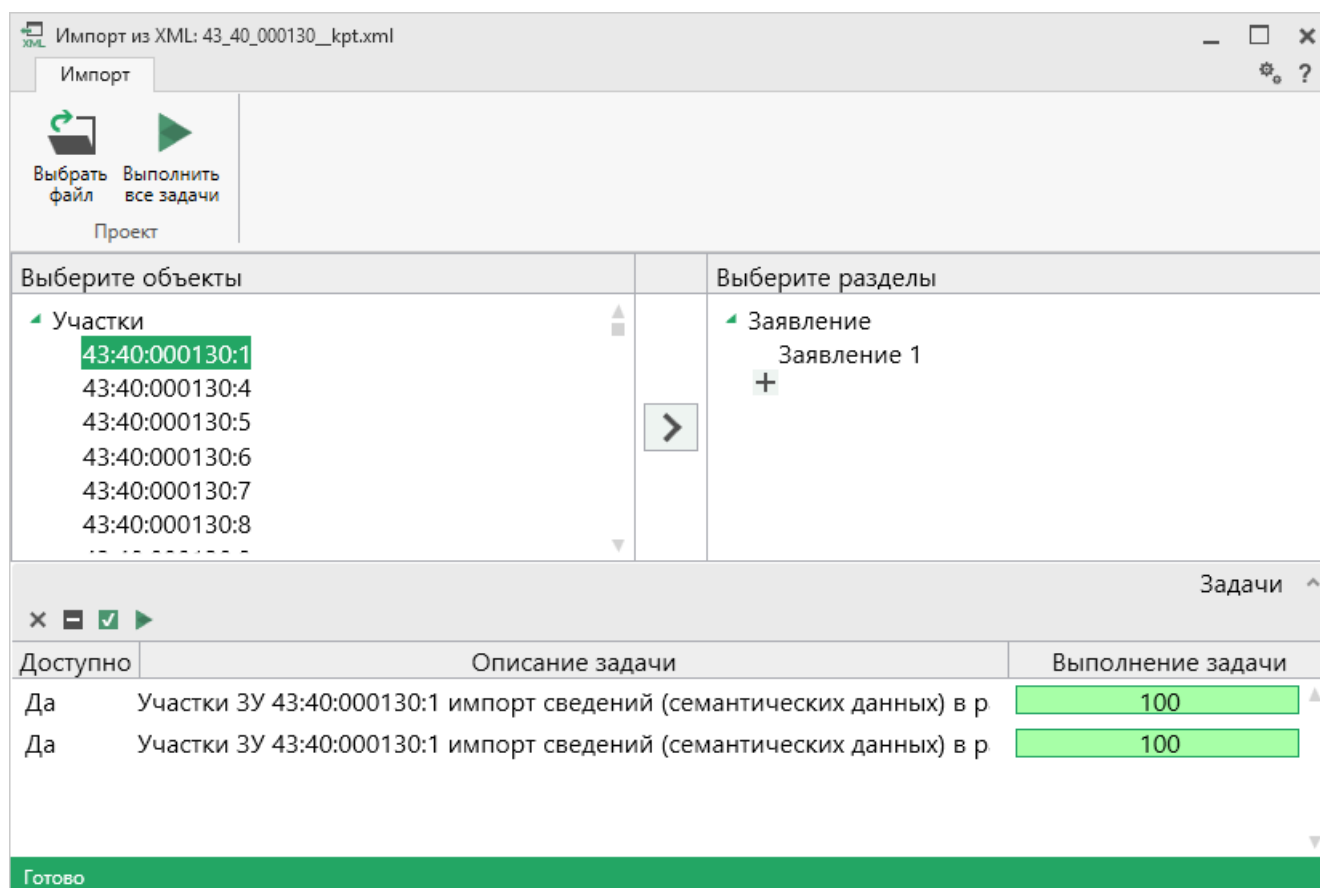 XML Импорт из XML: 43_40_000130__kpt.xml
Импорт
?
Выбрать файл
Выполнить все задачи
Проект
Выберите объекты
Выберите разделы
Участки
43:40:000130:1
43:40:000130:4
43:40:000130:5
43:40:000130:6
43:40:000130:7
43:40:000130:8
Заявление
Заявление 1
Задачи
Доступно Описание задачи Выполнение задачи
Да Участки ЗУ 43:40:000130:1 импорт сведений (семантических данных) в р 100
Да Участки ЗУ 43:40:000130:1 импорт сведений (семантических данных) в р 100
Готово